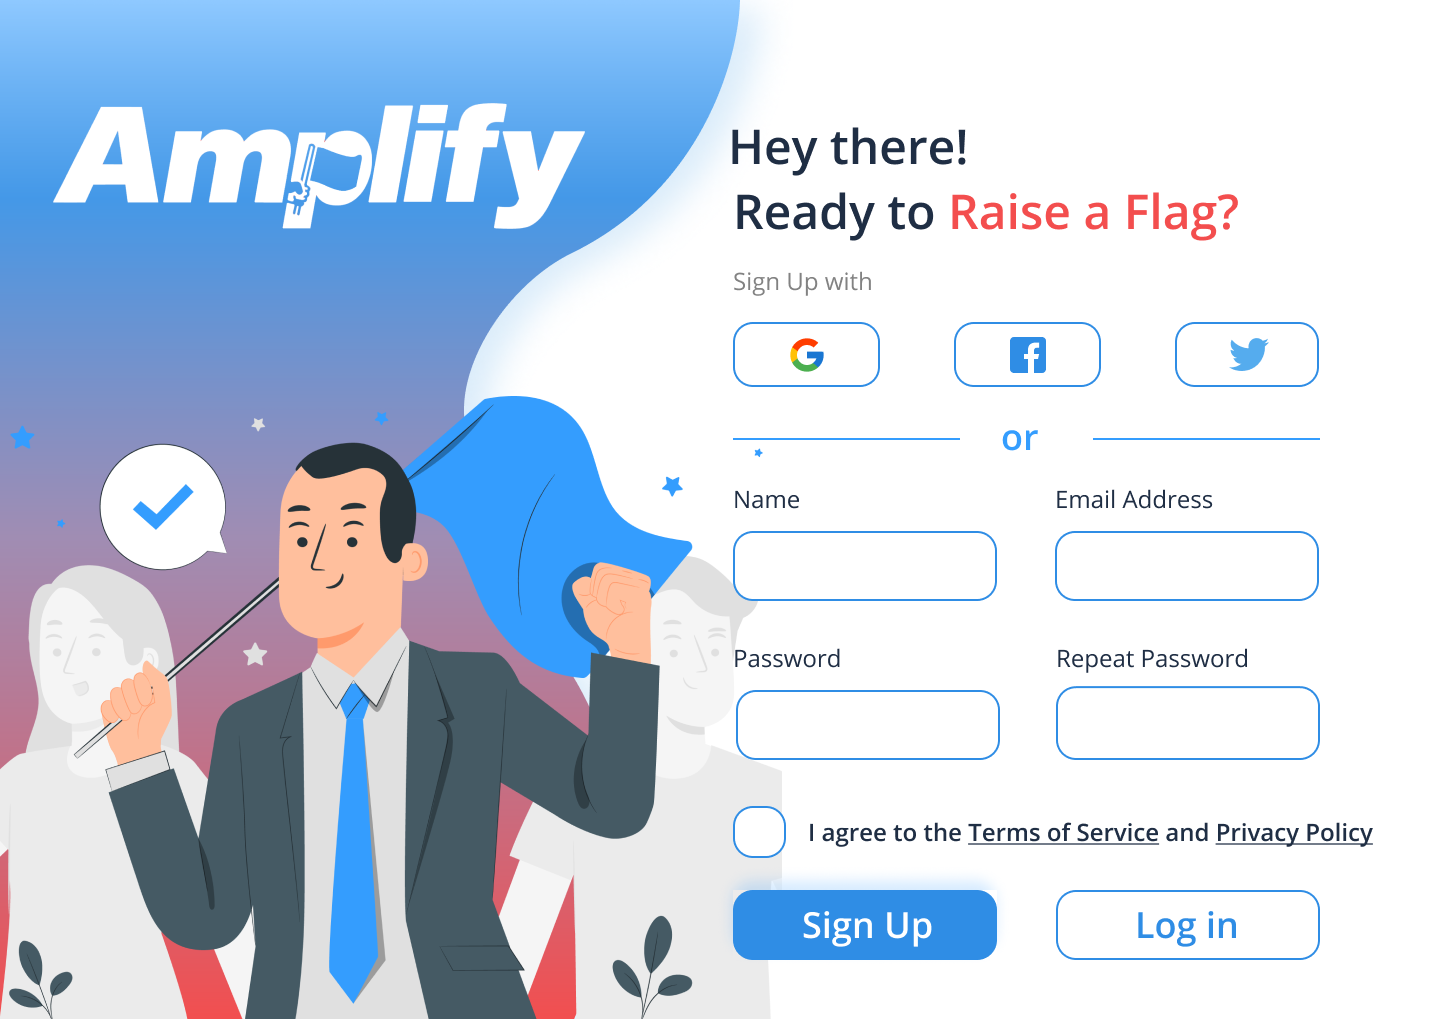 Amplify
Hey there!
Ready to Raise a Flag?
Sign Up with
or
Name
Email Address
Password
Repeat Password
I agree to the Terms of Service and Privacy Policy
Sign Up
Log in